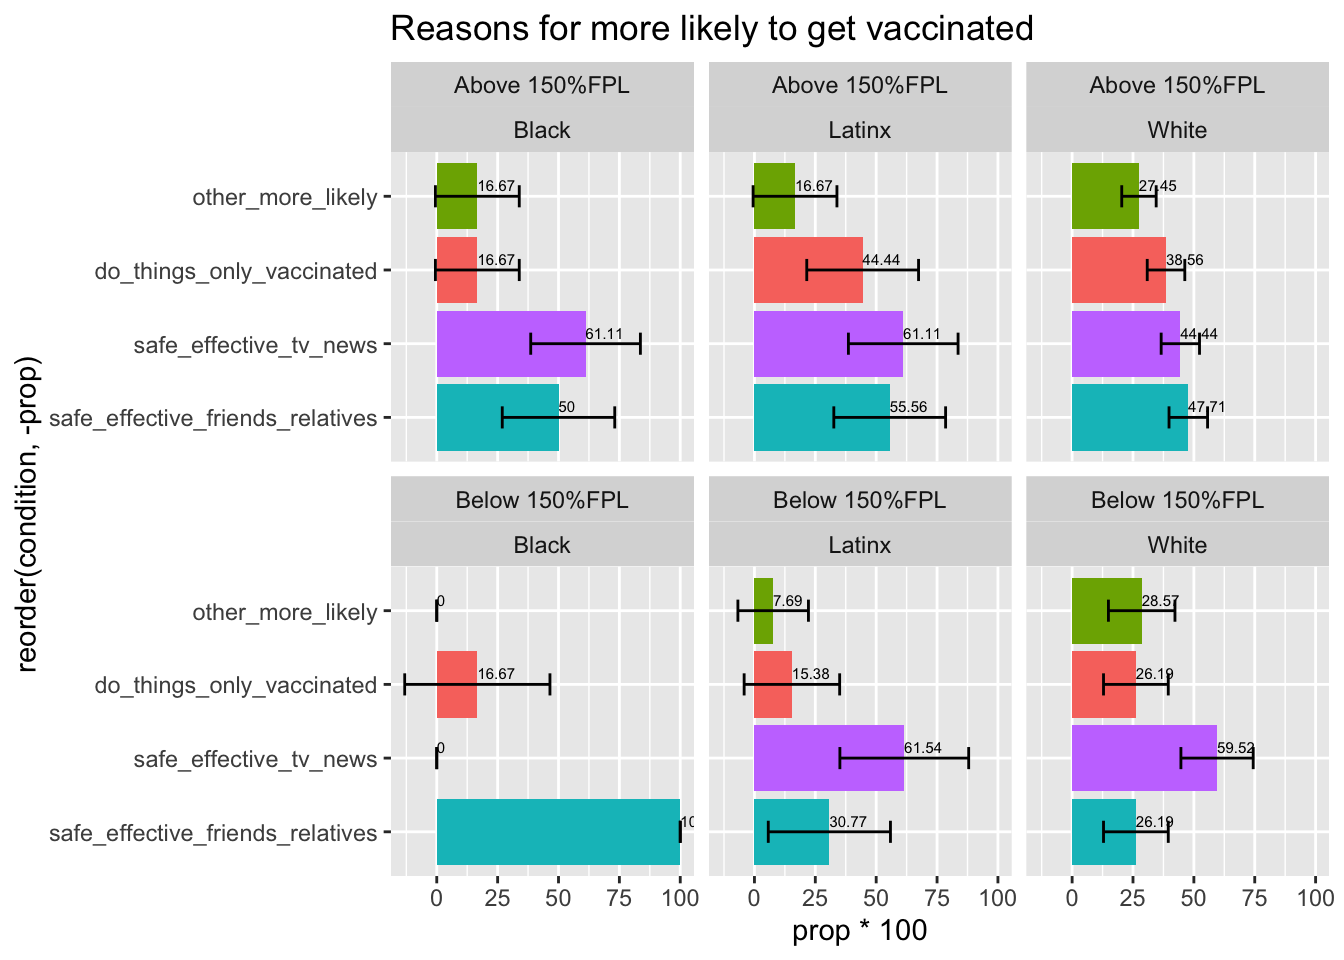 Reasons for more likely to get vaccinated
Above 150%FPL
Black
Above 150%FPL
Latinx
Above 150%FPL
White
other_more_likely
16.67
16.67
27.45
do_things_only_vaccinated
16.67
44.44
38.56
safe_effective_tv_news
61.11
61.11
44.44
safe_effective_friends_relatives
50
55.56
47.71
Below 150%FPL
Black
Below 150%FPL
Latinx
Below 150%FPL
White
other_more_likely
0
7.69
28.57
do_things_only_vaccinated
16.67
15.38
26.19
safe_effective_tv_news
0
61.54
59.52
safe_effective_friends_relatives
10
30.77
26.19
0 25 50 75 100
0 25 50 75 100
0 25 50 75 100
prop * 100
reorder(condition, -prop)